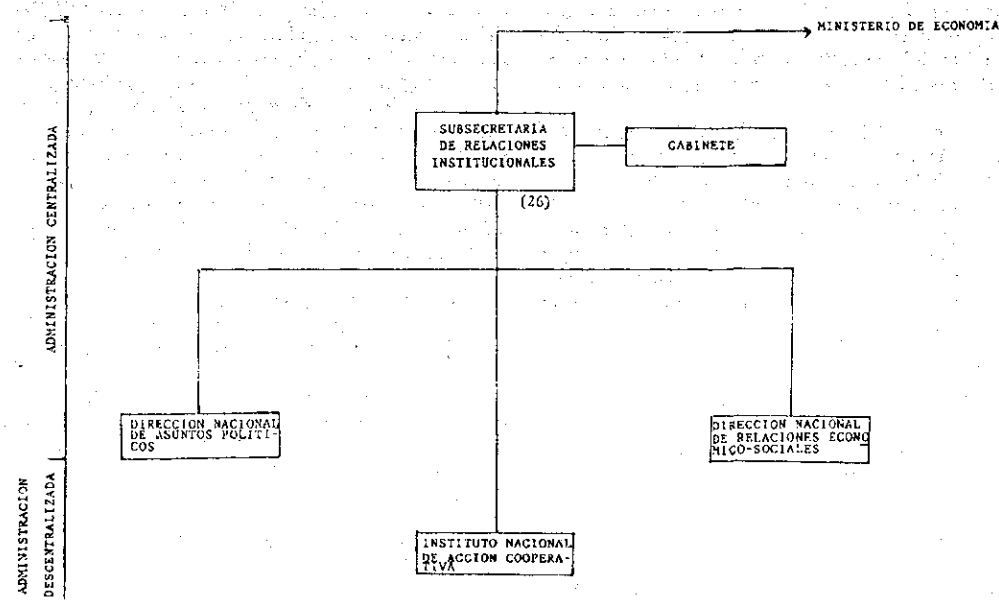 MINISTERIO DE ECONOMIA
SUBSECRETARIA
DE RELACIONES
INSTITUCIONALES
GABINETE
(26)
ADMINISTRACION CENTRALIZADA
DIRECCION NACIONAL
DE ASUNTOS POLITI-
COS
DIRECCION NACIONAL
DE RELACIONES ECONO
MICO-SOCIALES
ADMINISTRACION
DESCENTRALIZADA
INSTITUTO NACIONAL
DE ACCION COOPERA-
TIVA